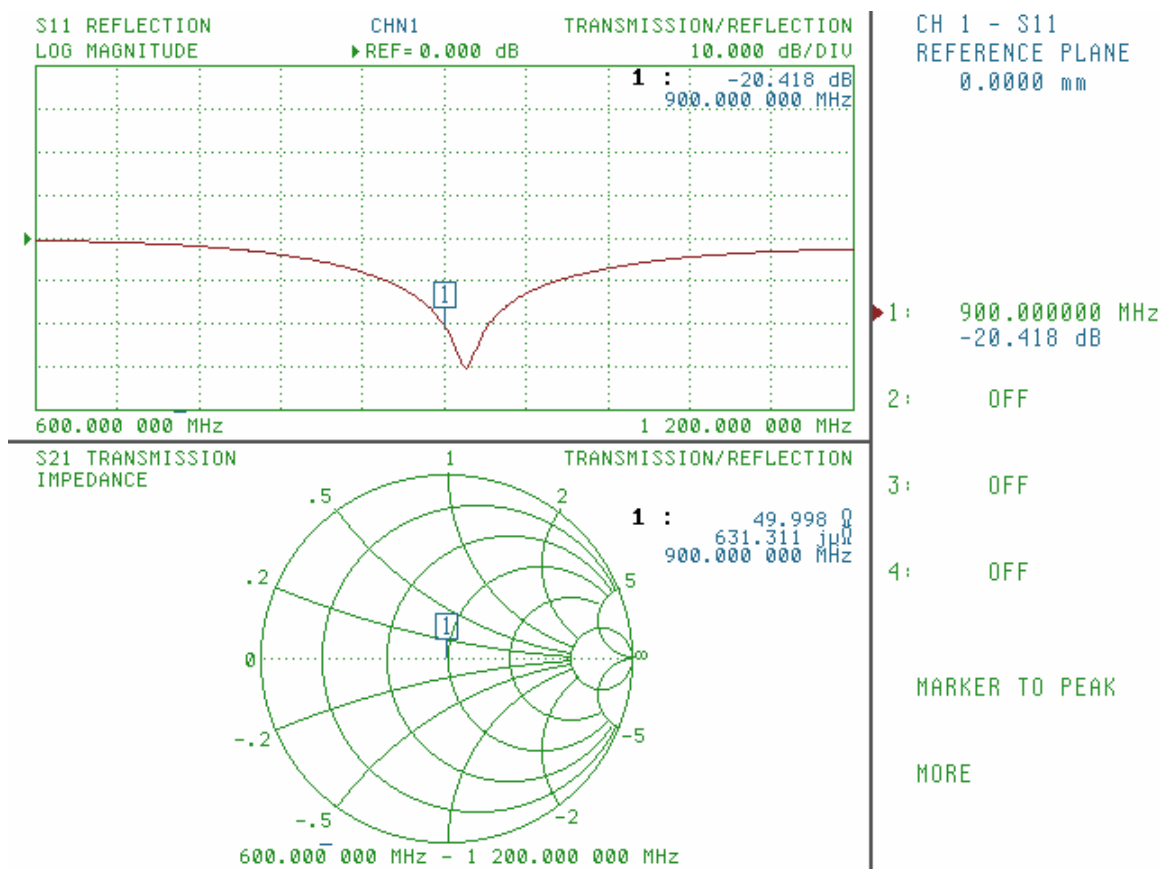 S11 REFLECTION CHN1 TRANSMISSION/REFLECTION
LOG MAGNITUDE ▶REF= 0.000 dB 10.000 dB/DIV
1 : -20.418 dB
900.000 000 MHz
1
600.000 000 MHz 1 200.000 000 MHz
S21 TRANSMISSION 1 TRANSMISSION/REFLECTION
IMPEDANCE
.5 2
1 : 49.998 Ω
631.311 jµΩ
900.000 000 MHz
.2 5
1
0 ∞
-.2 -5
-.5 -2
600.000 000 MHz - 1 200.000 000 MHz
CH 1 - S11
REFERENCE PLANE
0.0000 mm
▶1: 900.000000 MHz
-20.418 dB
2: OFF
3: OFF
4: OFF
MARKER TO PEAK
MORE